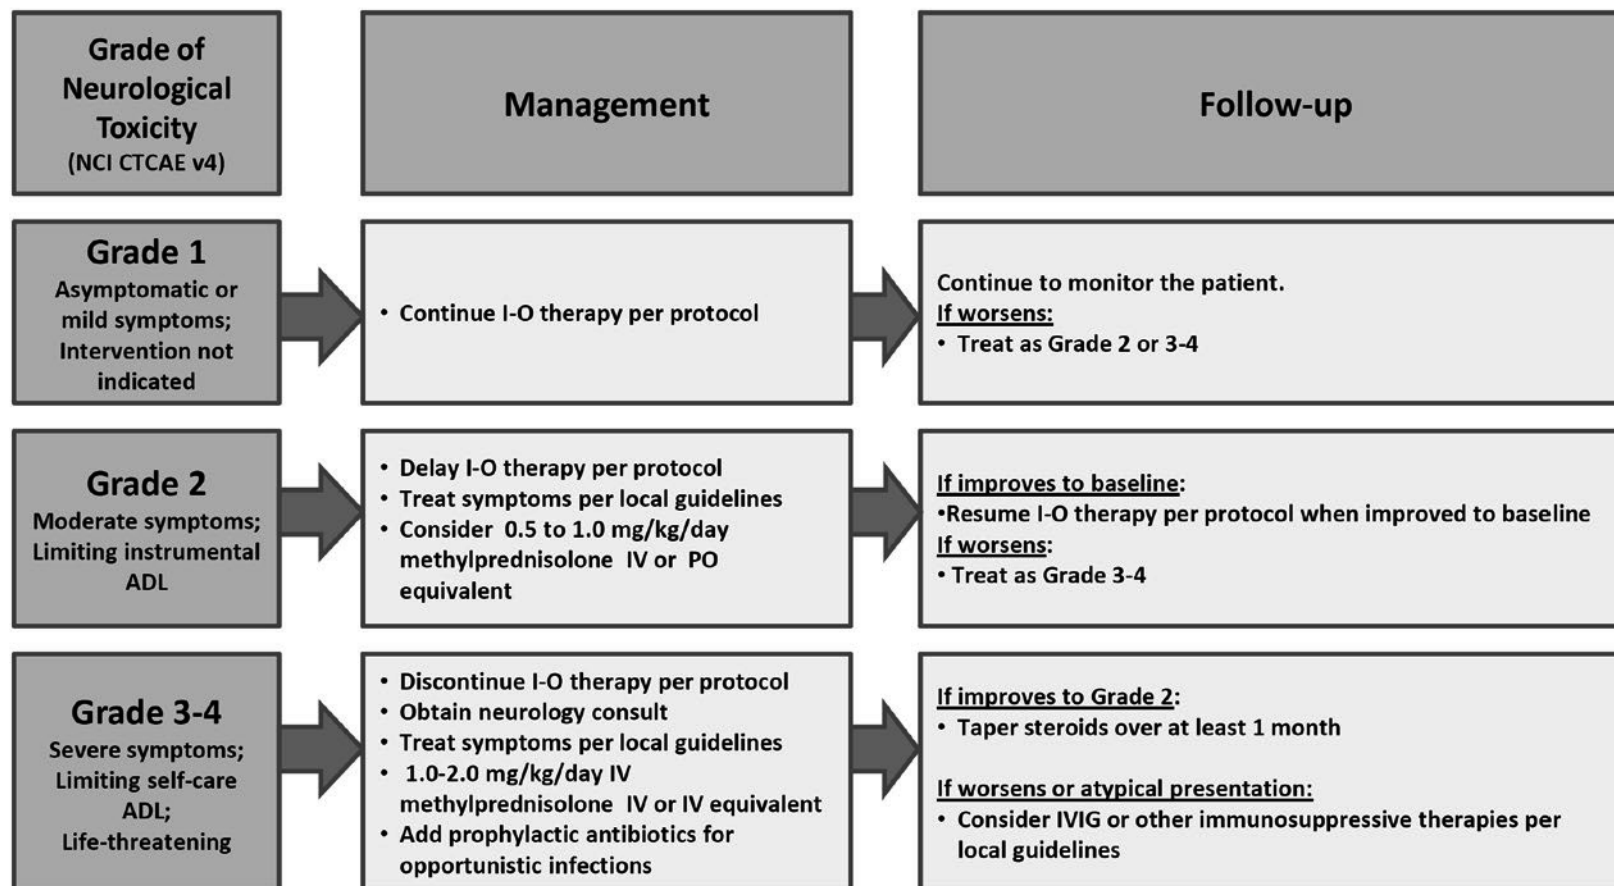 Grade of
Neurological
Toxicity
(NCI CTCAE v4)
Management
Follow-up
Grade 1
Asymptomatic or
mild symptoms;
Intervention not
indicated
• Continue I-O therapy per protocol
Continue to monitor the patient.
If worsens:
• Treat as Grade 2 or 3-4
Grade 2
Moderate symptoms;
Limiting instrumental
ADL
• Delay I-O therapy per protocol
• Treat symptoms per local guidelines
• Consider 0.5 to 1.0 mg/kg/day
methylprednisolone IV or PO
equivalent
If improves to baseline:
•Resume I-O therapy per protocol when improved to baseline
If worsens:
• Treat as Grade 3-4
Grade 3-4
Severe symptoms;
Limiting self-care
ADL;
Life-threatening
• Discontinue I-O therapy per protocol
• Obtain neurology consult
• Treat symptoms per local guidelines
• 1.0-2.0 mg/kg/day IV
methylprednisolone IV or IV equivalent
• Add prophylactic antibiotics for
opportunistic infections
If improves to Grade 2:
• Taper steroids over at least 1 month
If worsens or atypical presentation:
• Consider IVIG or other immunosuppressive therapies per
local guidelines